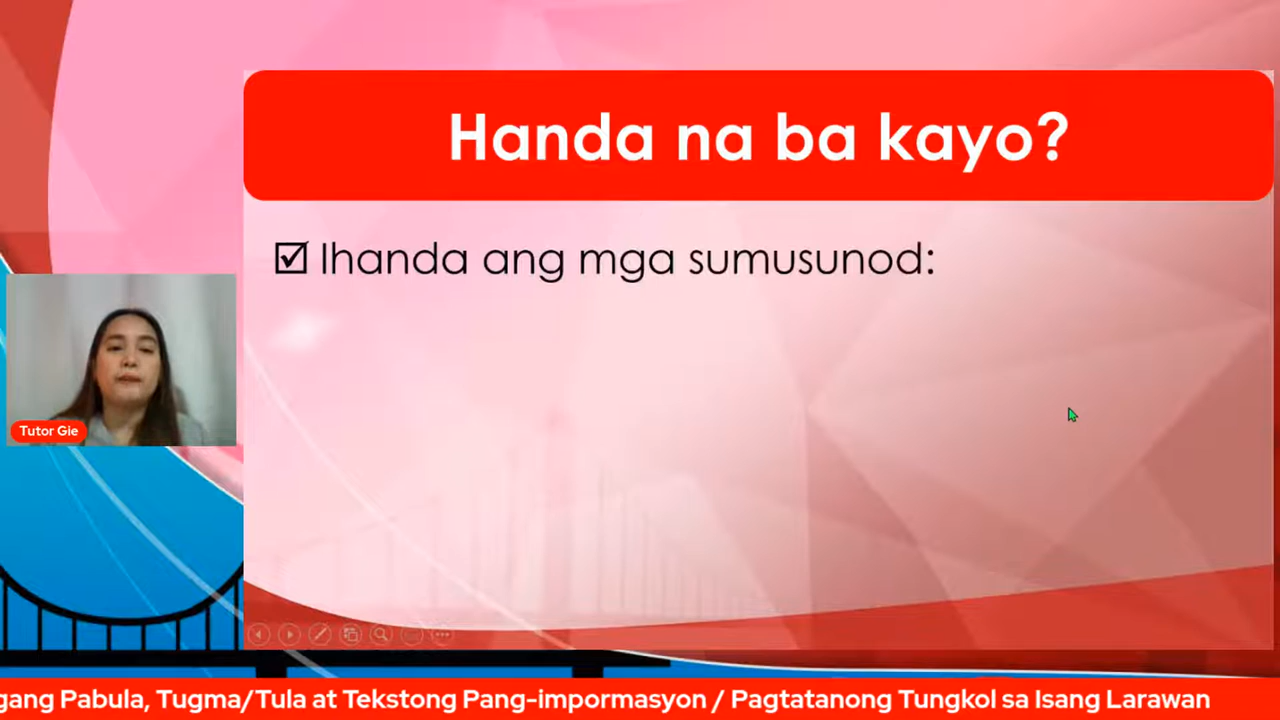 Handa na ba kayo?
☑ Ihanda ang mga sumusunod:
Tutor Gie
gang Pabula, Tugma/Tula at Tekstong Pang-impormasyon / Pagtatanong Tungkol sa Isang Larawan